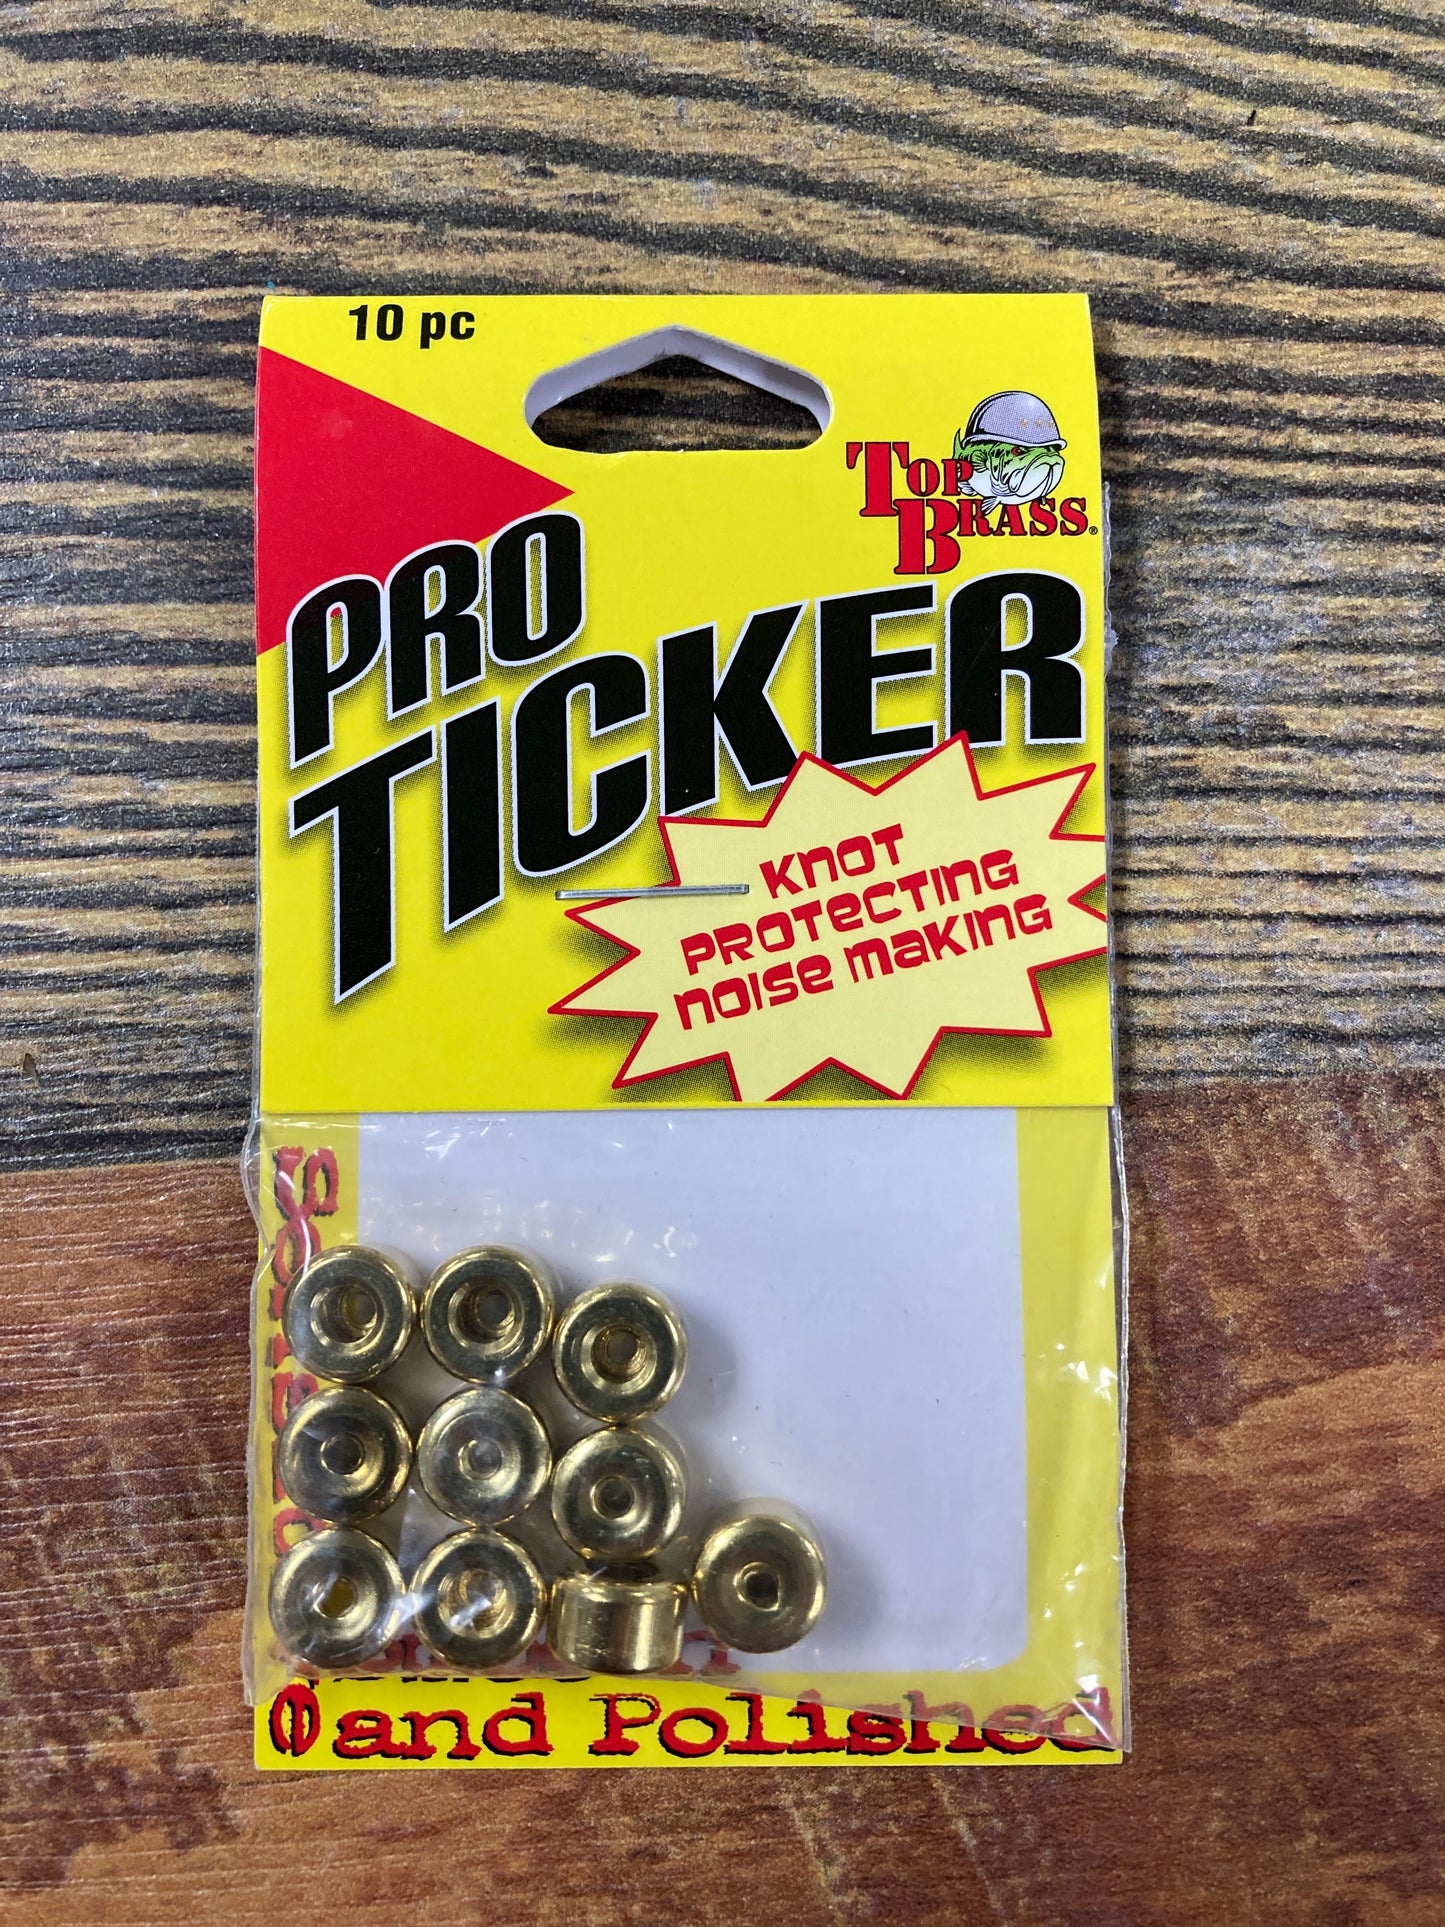 10 pc
TOP
BRASS®
PRO
TICKER
KNOT
PROTECTING
NOISE MAKING
and Polished